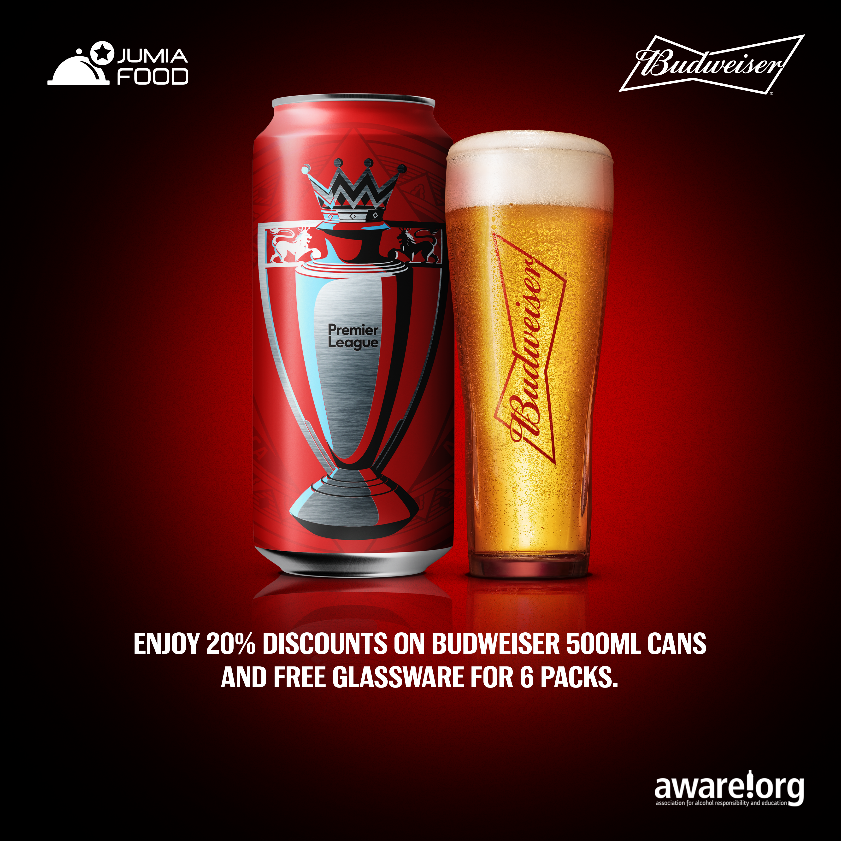 JUMIA
FOOD
Budweiser
Premier
League
Budweiser
ENJOY 20% DISCOUNTS ON BUDWEISER 500ML CANS
AND FREE GLASSWARE FOR 6 PACKS.
aware!org
association for alcohol responsibility and education